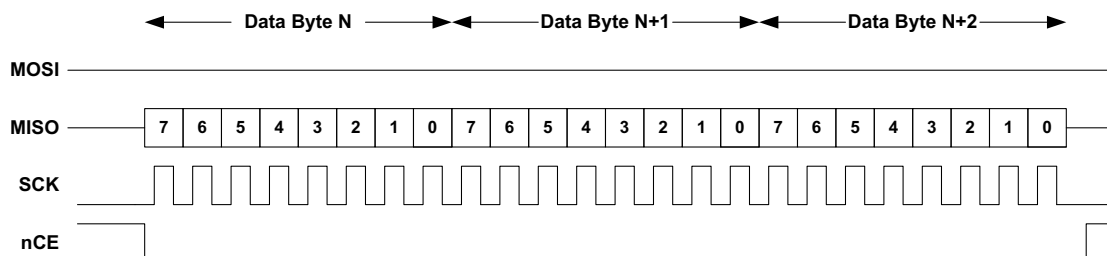 Data Byte N Data Byte N+1 Data Byte N+2
MOSI
MISO 7 6 5 4 3 2 1 0 7 6 5 4 3 2 1 0 7 6 5 4 3 2 1 0
SCK
nCE